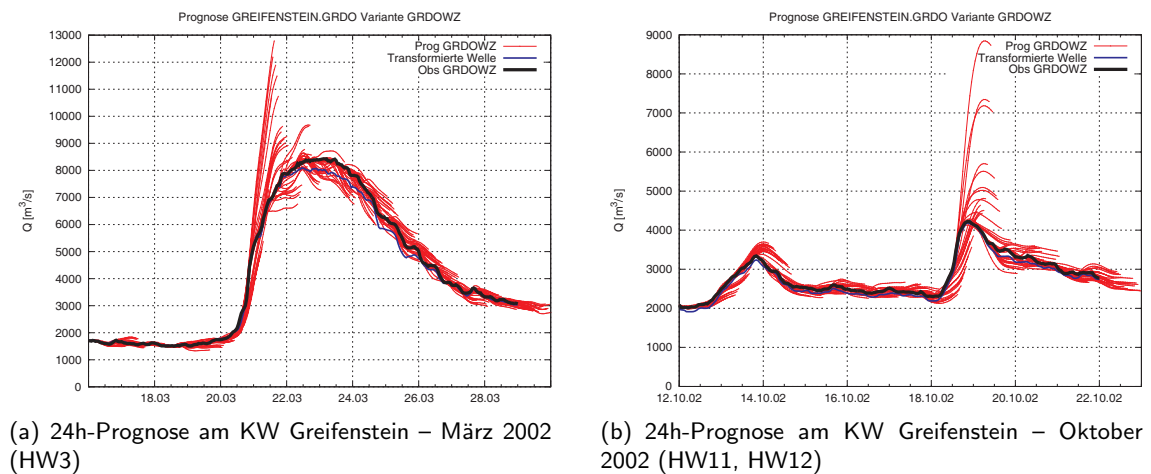 Prognose GREIFENSTEIN.GRDO Variante GRDOWZ
Q [m³/s]
13000
12000
11000
10000
9000
8000
7000
6000
5000
4000
3000
2000
1000
0
18.03 20.03 22.03 24.03 26.03 28.03
Prog GRDOWZ
Transformierte Welle
Obs GRDOWZ
(a) 24h-Prognose am KW Greifenstein – März 2002
(HW3)
Prognose GREIFENSTEIN.GRDO Variante GRDOWZ
Q [m³/s]
9000
8000
7000
6000
5000
4000
3000
2000
1000
0
12.10.02 14.10.02 16.10.02 18.10.02 20.10.02 22.10.02
Prog GRDOWZ
Transformierte Welle
Obs GRDOWZ
(b) 24h-Prognose am KW Greifenstein – Oktober
2002 (HW11, HW12)